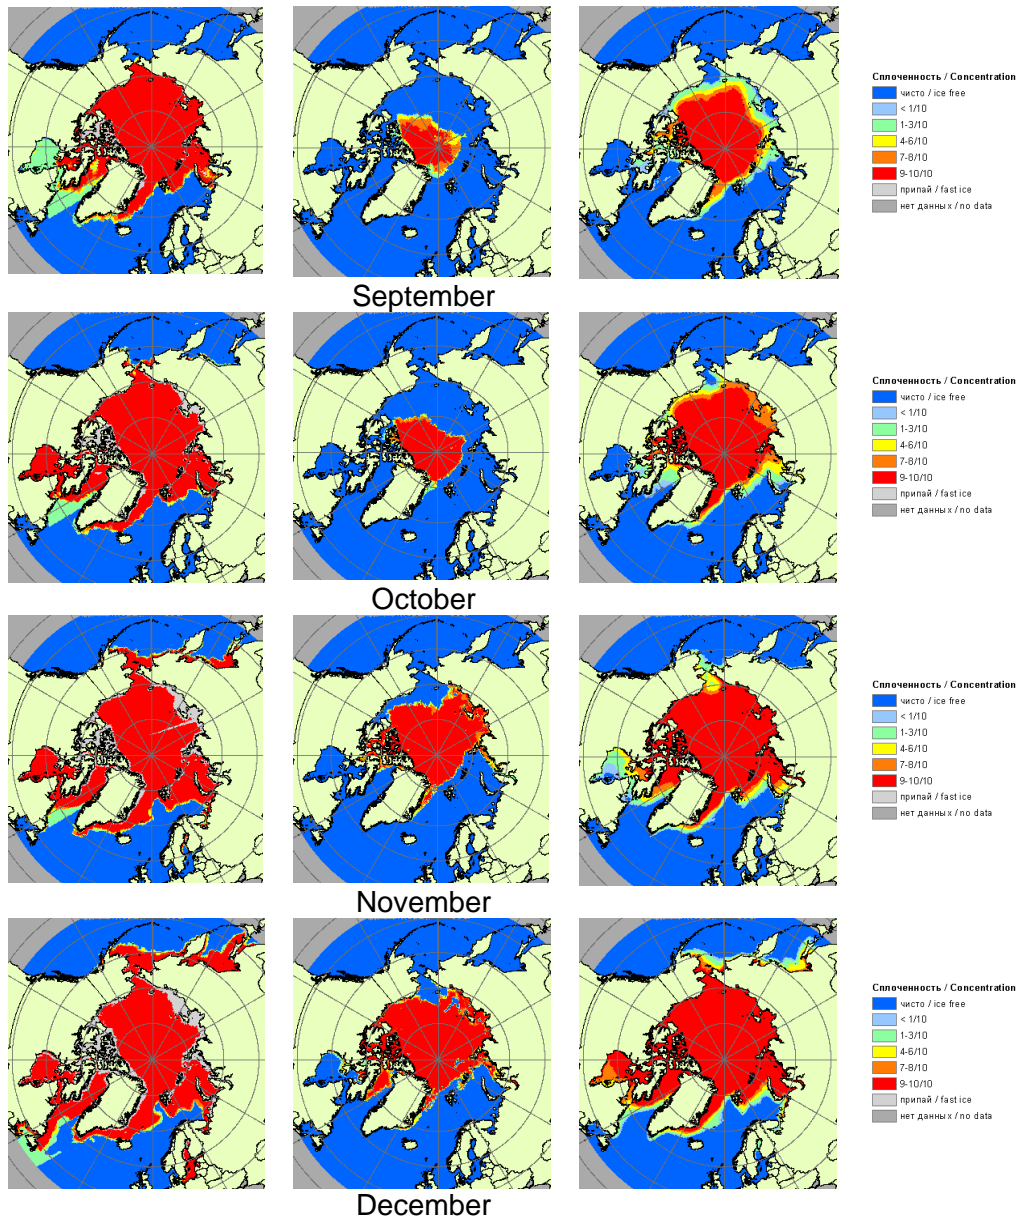 Сплоченность / Concentration
чисто / ice free
< 1/10
1-3/10
4-6/10
7-8/10
9-10/10
припай / fast ice
нет данных / no data
September
Сплоченность / Concentration
чисто / ice free
< 1/10
1-3/10
4-6/10
7-8/10
9-10/10
припай / fast ice
нет данных / no data
October
Сплоченность / Concentration
чисто / ice free
< 1/10
1-3/10
4-6/10
7-8/10
9-10/10
припай / fast ice
нет данных / no data
November
Сплоченность / Concentration
чисто / ice free
< 1/10
1-3/10
4-6/10
7-8/10
9-10/10
припай / fast ice
нет данных / no data
December